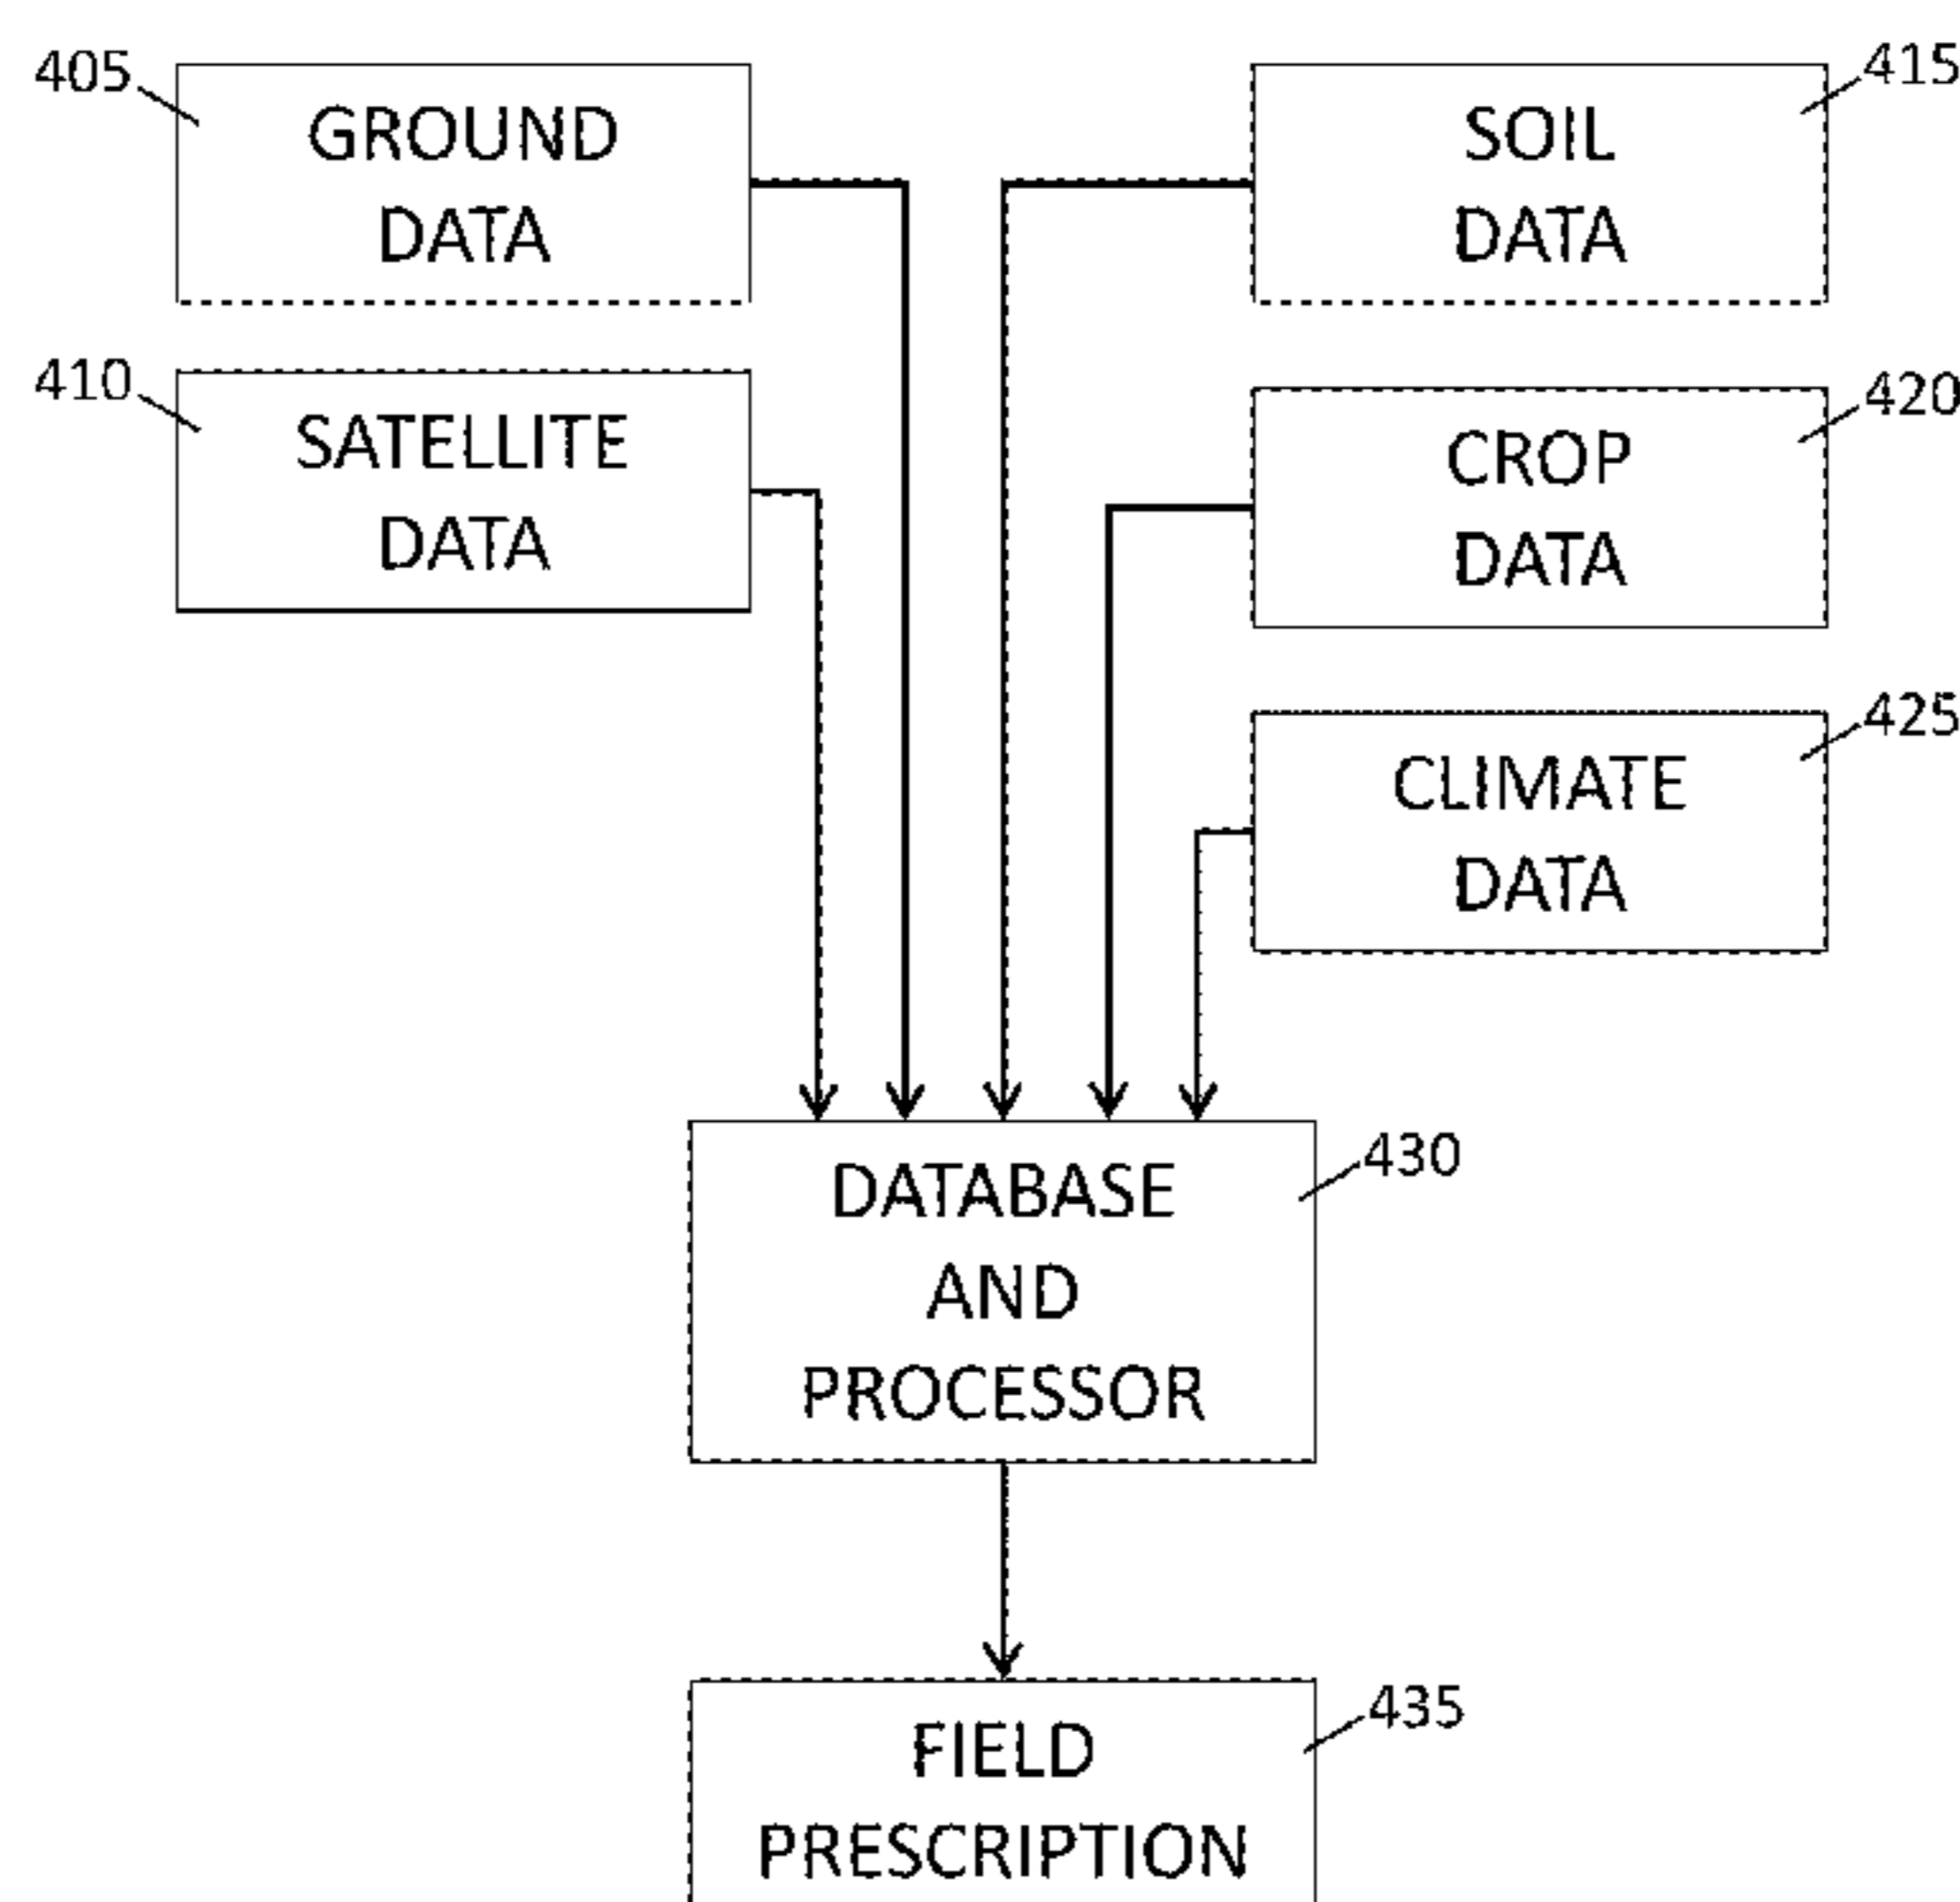 405
GROUND
DATA
410
SATELLITE
DATA
415
SOIL
DATA
420
CROP
DATA
425
CLIMATE
DATA
430
DATABASE
AND
PROCESSOR
435
FIELD
PRESCRIPTION